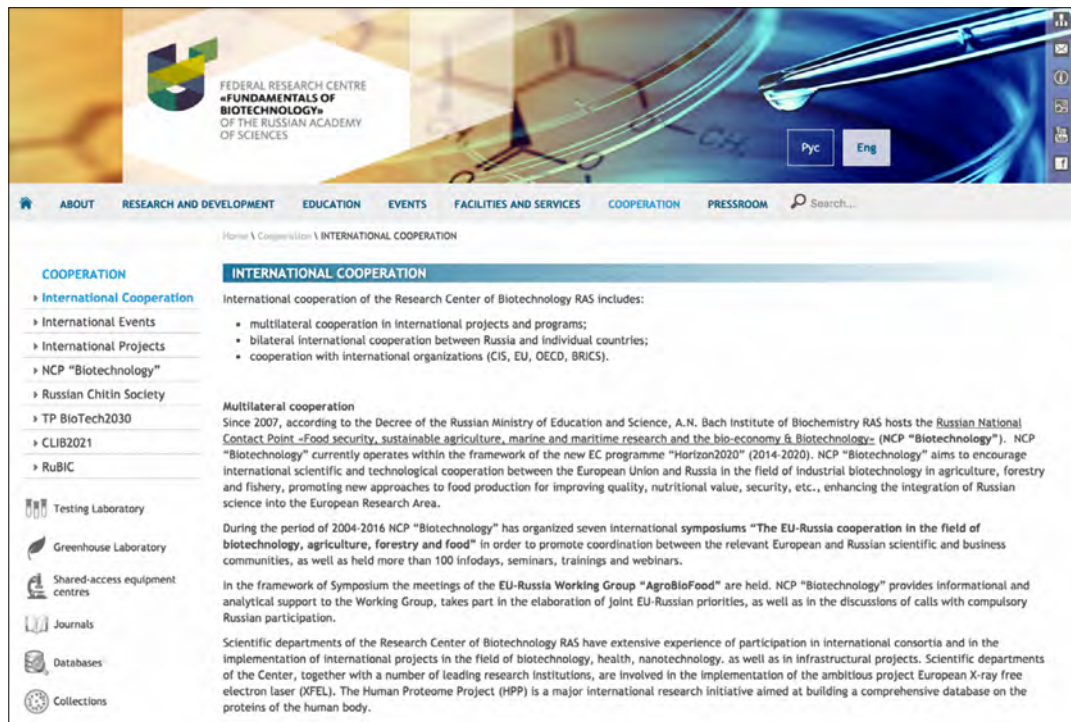 FEDERAL RESEARCH CENTRE
«FUNDAMENTALS OF
BIOTECHNOLOGY»
OF THE RUSSIAN ACADEMY
OF SCIENCES
CH₃
Рус
Eng
You
Tube
f
ABOUT
RESEARCH AND DEVELOPMENT
EDUCATION
EVENTS
FACILITIES AND SERVICES
COOPERATION
PRESSROOM
Search...
Home \ Cooperation \ INTERNATIONAL COOPERATION
COOPERATION
International Cooperation
International Events
International Projects
NCP "Biotechnology"
Russian Chitin Society
TP BioTech2030
CLIB2021
RuBIC
Testing Laboratory
Greenhouse Laboratory
Shared-access equipment
centres
Journals
Databases
Collections
INTERNATIONAL COOPERATION
International cooperation of the Research Center of Biotechnology RAS includes:
• multilateral cooperation in international projects and programs;
• bilateral international cooperation between Russia and individual countries;
• cooperation with international organizations (CIS, EU, OECD, BRICS).
Multilateral cooperation
Since 2007, according to the Decree of the Russian Ministry of Education and Science, A.N. Bach Institute of Biochemistry RAS hosts the Russian National
Contact Point «Food security, sustainable agriculture, marine and maritime research and the bio-economy & Biotechnology» (NCP "Biotechnology"). NCP
"Biotechnology" currently operates within the framework of the new EC programme "Horizon2020" (2014-2020). NCP "Biotechnology" aims to encourage
international scientific and technological cooperation between the European Union and Russia in the field of industrial biotechnology in agriculture, forestry
and fishery, promoting new approaches to food production for improving quality, nutritional value, security, etc., enhancing the integration of Russian
science into the European Research Area.
During the period of 2004-2016 NCP "Biotechnology" has organized seven international symposiums "The EU-Russia cooperation in the field of
biotechnology, agriculture, forestry and food" in order to promote coordination between the relevant European and Russian scientific and business
communities, as well as held more than 100 infodays, seminars, trainings and webinars.
In the framework of Symposium the meetings of the EU-Russia Working Group "AgroBioFood" are held. NCP "Biotechnology" provides informational and
analytical support to the Working Group, takes part in the elaboration of joint EU-Russian priorities, as well as in the discussions of calls with compulsory
Russian participation.
Scientific departments of the Research Center of Biotechnology RAS have extensive experience of participation in international consortia and in the
implementation of international projects in the field of biotechnology, health, nanotechnology. as well as in infrastructural projects. Scientific departments
of the Center, together with a number of leading research institutions, are involved in the implementation of the ambitious project European X-ray free
electron laser (XFEL). The Human Proteome Project (HPP) is a major international research initiative aimed at building a comprehensive database on the
proteins of the human body.